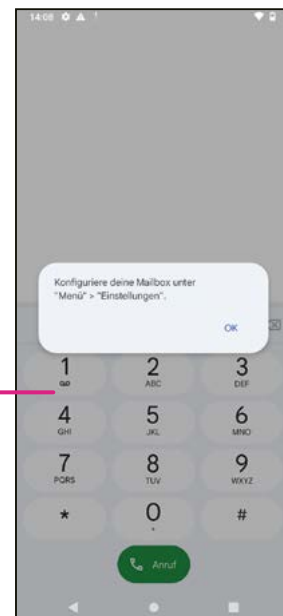 14:08
Konfiguriere deine Mailbox unter
"Menü" > "Einstellungen".
OK
1 2 3
ABC DEF
4 5 6
GHI JKL MNO
7 8 9
PQRS TUV WXYZ
* 0 #
Anruf